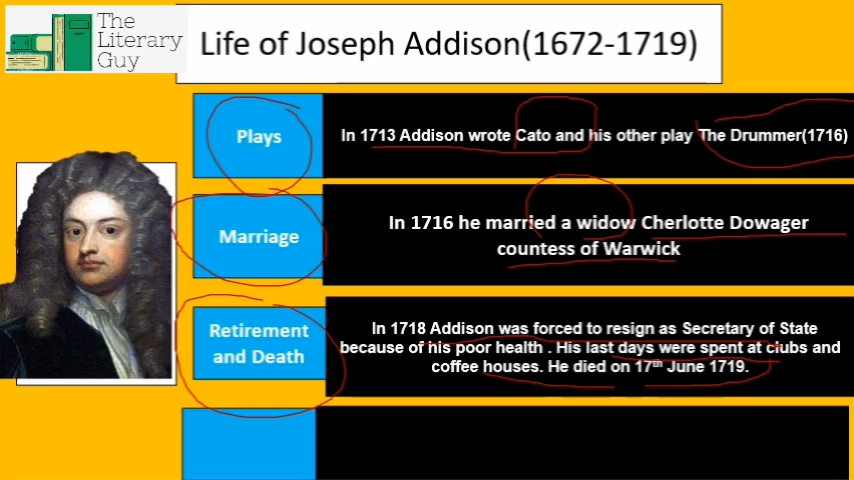 The
Literary
Guy
Life of Joseph Addison(1672-1719)
Plays
In 1713 Addison wrote Cato and his other play The Drummer(1716)
Marriage
In 1716 he married a widow Cherlotte Dowager
countess of Warwick
Retirement
and Death
In 1718 Addison was forced to resign as Secretary of State
because of his poor health . His last days were spent at clubs and
coffee houses. He died on 17th June 1719.